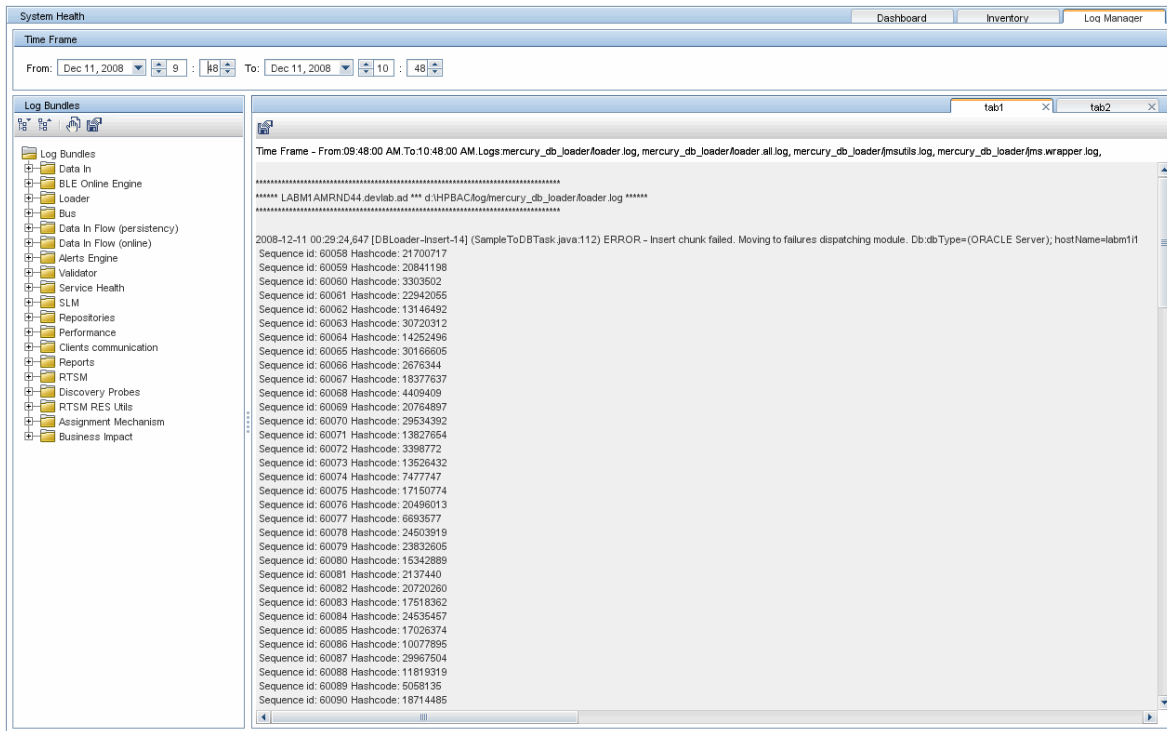 System Health
Dashboard
Inventory
Log Manager
Time Frame
From: Dec 11, 2008 9 : 48 To: Dec 11, 2008 10 : 48
Log Bundles
tab1
tab2
Time Frame - From:09:48:00 AM.To:10:48:00 AM.Logs:mercury_db_loader/loader.log, mercury_db_loader/loader.all.log, mercury_db_loader/jmsutils.log, mercury_db_loader/jms.wrapper.log,
Log Bundles
Data In
BLE Online Engine
Loader
Bus
Data In Flow (persistency)
Data In Flow (online)
Alerts Engine
Validator
Service Health
SLM
Repositories
Performance
Clients communication
Reports
RTSM
Discovery Probes
RTSM RES Utils
Assignment Mechanism
Business Impact
****** LABM1AMRND44.devlab.ad *** d:\HPBAC/log/mercury_db_loader/loader.log ******
2008-12-11 00:29:24,647 [DBLoader-Insert-14] (SampleToDBTask.java:112) ERROR - Insert chunk failed. Moving to failures dispatching module. Db:dbType=(ORACLE Server); hostName=labm1i1
Sequence id: 60058 Hashcode: 21700717
Sequence id: 60059 Hashcode: 20841198
Sequence id: 60060 Hashcode: 3303502
Sequence id: 60061 Hashcode: 22942055
Sequence id: 60062 Hashcode: 13146492
Sequence id: 60063 Hashcode: 30720312
Sequence id: 60064 Hashcode: 14252496
Sequence id: 60065 Hashcode: 30166605
Sequence id: 60066 Hashcode: 2676344
Sequence id: 60067 Hashcode: 18377637
Sequence id: 60068 Hashcode: 4409409
Sequence id: 60069 Hashcode: 20764897
Sequence id: 60070 Hashcode: 29534392
Sequence id: 60071 Hashcode: 13827654
Sequence id: 60072 Hashcode: 3398772
Sequence id: 60073 Hashcode: 13526432
Sequence id: 60074 Hashcode: 7477747
Sequence id: 60075 Hashcode: 17150774
Sequence id: 60076 Hashcode: 20496013
Sequence id: 60077 Hashcode: 6693577
Sequence id: 60078 Hashcode: 24503919
Sequence id: 60079 Hashcode: 23832605
Sequence id: 60080 Hashcode: 15342889
Sequence id: 60081 Hashcode: 2137440
Sequence id: 60082 Hashcode: 20720260
Sequence id: 60083 Hashcode: 17518362
Sequence id: 60084 Hashcode: 24535457
Sequence id: 60085 Hashcode: 17026374
Sequence id: 60086 Hashcode: 10077895
Sequence id: 60087 Hashcode: 29967504
Sequence id: 60088 Hashcode: 11819319
Sequence id: 60089 Hashcode: 5058135
Sequence id: 60090 Hashcode: 18714485